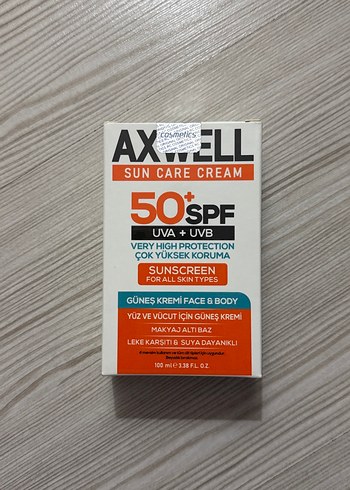 cosmetics
AXWELL
SUN CARE CREAM
50+ SPF
UVA + UVB
VERY HIGH PROTECTION
ÇOK YÜKSEK KORUMA
SUNSCREEN
FOR ALL SKIN TYPES
GÜNEŞ KREMİ FACE & BODY
YÜZ VE VÜCUT İÇİN GÜNEŞ KREMİ
MAKYAJ ALTI BAZ
LEKE KARŞITI & SUYA DAYANIKLI
100 ml ℮ 3.38 F.L. O.Z.